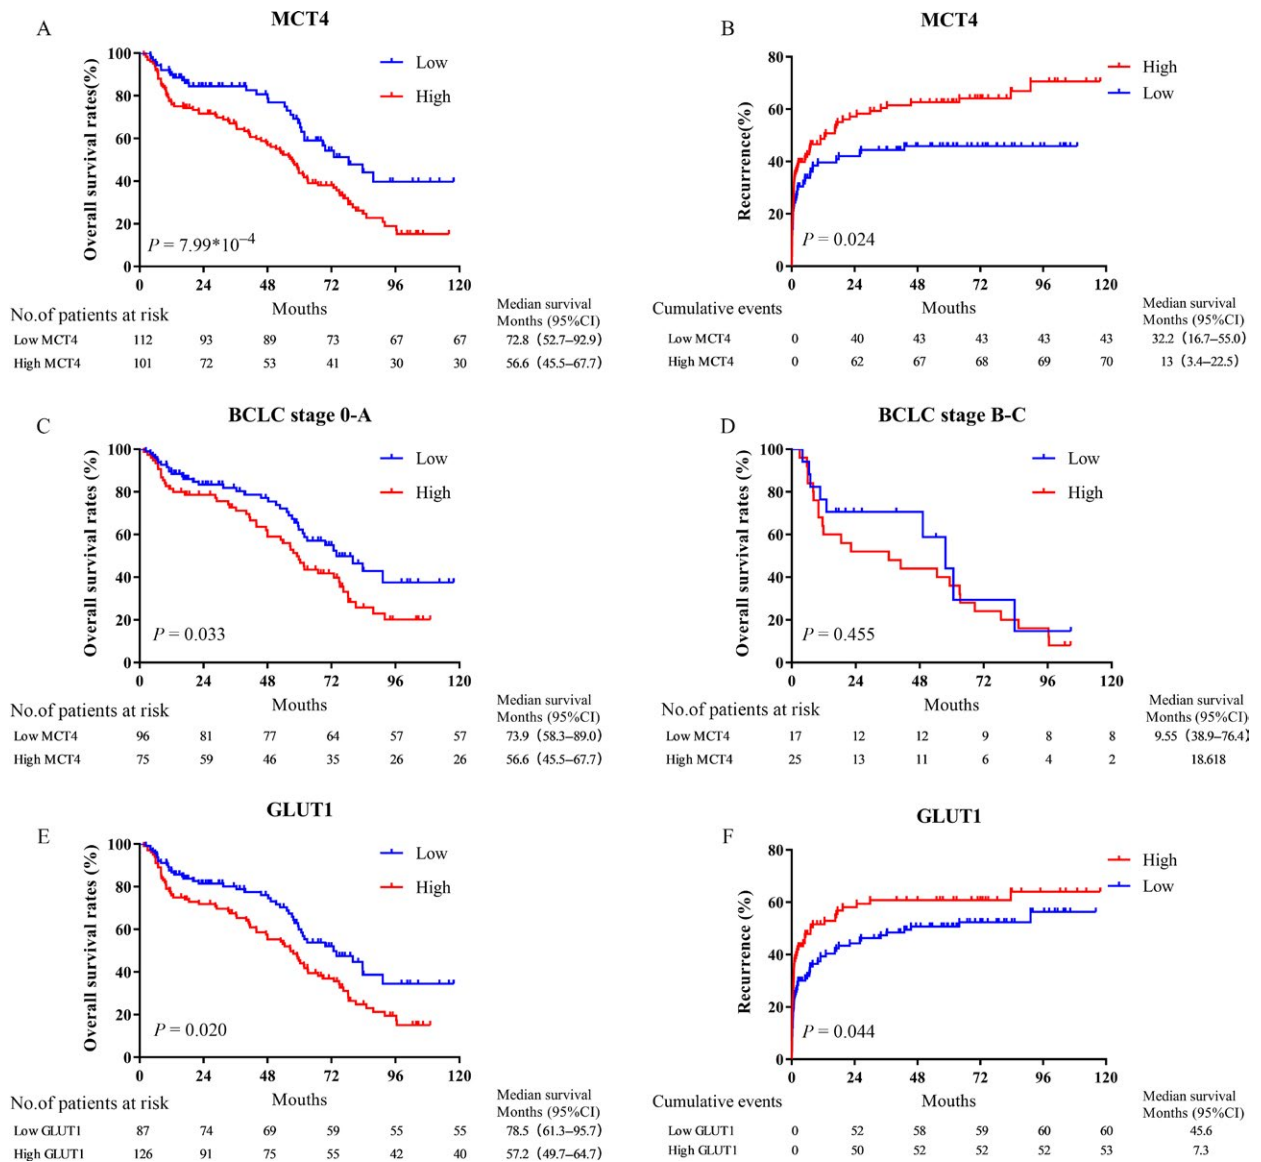 A
MCT4
Overall survival rates(%)
100
80
60
40
20
0
Low
High
P = 7.99*10–4
0 24 48 72 96 120
Mouths
No.of patients at risk
Median survival
Months (95%CI)
Low MCT4 112 93 89 73 67 67 72.8 (52.7–92.9)
High MCT4 101 72 53 41 30 30 56.6 (45.5–67.7)
B
MCT4
Recurrence(%)
80
60
40
20
0
High
Low
P = 0.024
0 24 48 72 96 120
Mouths
Cumulative events
Median survival
Months (95%CI)
Low MCT4 0 40 43 43 43 43 32.2 (16.7–55.0)
High MCT4 0 62 67 68 69 70 13 (3.4–22.5)
C
BCLC stage 0-A
Overall survival rates (%)
100
80
60
40
20
0
Low
High
P = 0.033
0 24 48 72 96 120
Mouths
No.of patients at risk
Median survival
Months (95%CI)
Low MCT4 96 81 77 64 57 57 73.9 (58.3–89.0)
High MCT4 75 59 46 35 26 26 56.6 (45.5–67.7)
D
BCLC stage B-C
Overall survival rates (%)
100
80
60
40
20
0
Low
High
P = 0.455
0 24 48 72 96 120
Mouths
No.of patients at risk
Median survival
Months (95%CI)
Low MCT4 17 12 12 9 8 8 9.55 (38.9–76.4)
High MCT4 25 13 11 6 4 2 18.618
E
GLUT1
Overall survival rates (%)
100
80
60
40
20
0
Low
High
P = 0.020
0 24 48 72 96 120
Mouths
No.of patients at risk
Median survival
Months (95%CI)
Low GLUT1 87 74 69 59 55 55 78.5 (61.3–95.7)
High GLUT1 126 91 75 55 42 40 57.2 (49.7–64.7)
F
GLUT1
Recurrence (%)
80
60
40
20
0
High
Low
P = 0.044
0 24 48 72 96 120
Mouths
Cumulative events
Median survival
Months (95%CI)
Low GLUT1 0 52 58 59 60 60 45.6
High GLUT1 0 50 52 52 52 53 7.3